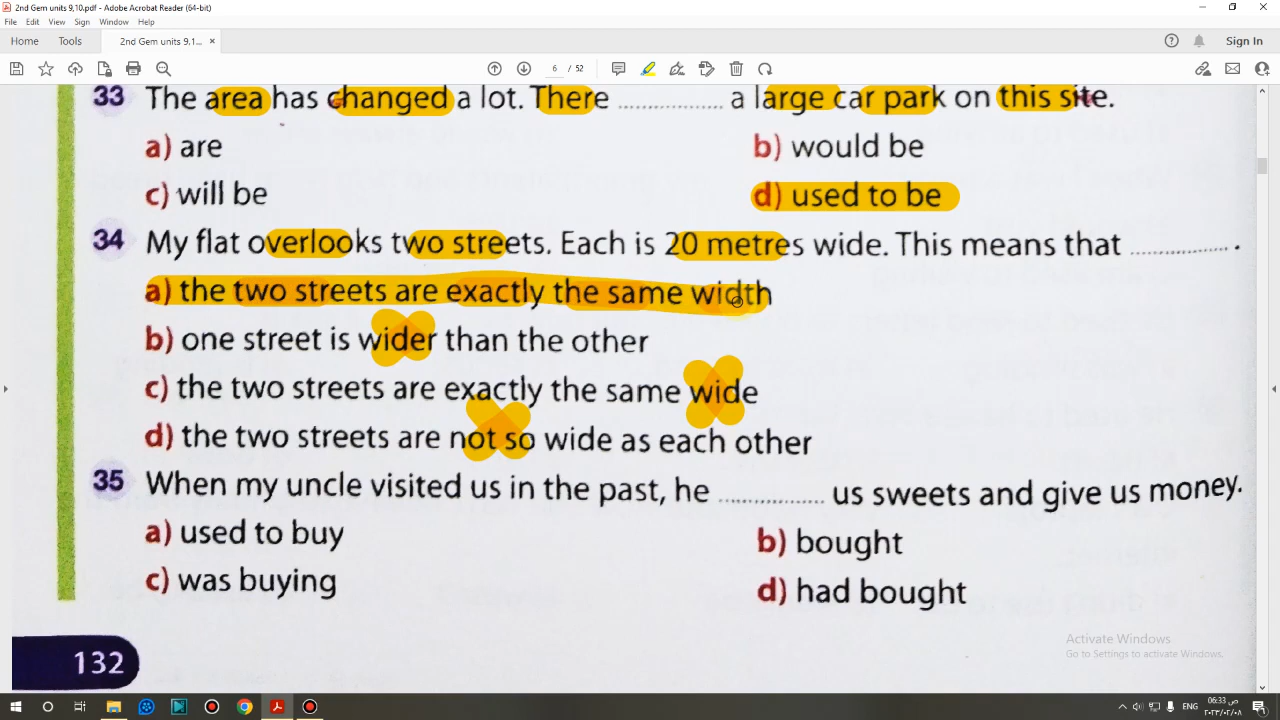 2nd Gem units 9,10.pdf - Adobe Acrobat Reader (64-bit)
File Edit View Sign Window Help
Home Tools 2nd Gem units 9,1... × Sign In
6 / 52
33 The area has changed a lot. There .............. a large car park on this site.
a) are b) would be
c) will be d) used to be
34 My flat overlooks two streets. Each is 20 metres wide. This means that .............. .
a) the two streets are exactly the same width
b) one street is wider than the other
c) the two streets are exactly the same wide
d) the two streets are not so wide as each other
35 When my uncle visited us in the past, he .............. us sweets and give us money.
a) used to buy b) bought
c) was buying d) had bought
132
Activate Windows
Go to Settings to activate Windows.
ENG ص 06:33
٢٠٢٣/٠٢/٠٨